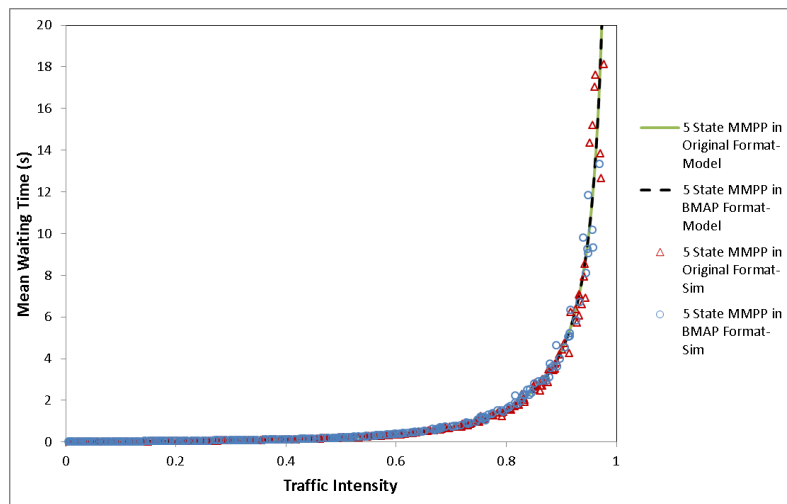 20
18
16
14
12
10
8
6
4
2
0
Mean Waiting Time (s)
0
0.2
0.4
0.6
0.8
1
Traffic Intensity
5 State MMPP in
Original Format-
Model
5 State MMPP in
BMAP Format-
Model
5 State MMPP in
Original Format-
Sim
5 State MMPP in
BMAP Format-
Sim